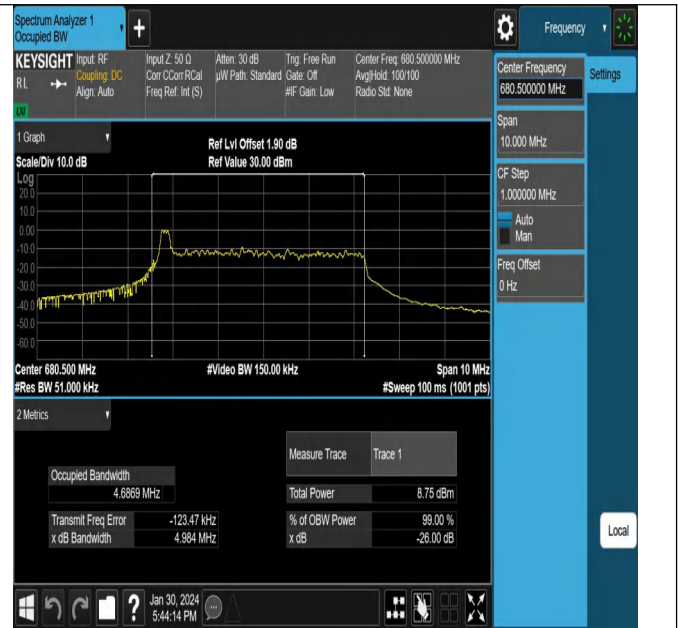 Spectrum Analyzer 1
Occupied BW
Frequency
KEYSIGHT
RL
Input: RF
Coupling: DC
Align: Auto
Input Z: 50 Ω
Corr CCorr RCal
Freq Ref: Int (S)
Atten: 30 dB
µW Path: Standard
Trig: Free Run
Gate: Off
#IF Gain: Low
Center Freq: 680.500000 MHz
Avg|Hold: 100/100
Radio Std: None
Center Frequency
680.500000 MHz
Settings
Span
10.000 MHz
CF Step
1.000000 MHz
Auto
Man
Freq Offset
0 Hz
Local
1 Graph
Scale/Div 10.0 dB
Ref Lvl Offset 1.90 dB
Ref Value 30.00 dBm
Log
20.0
10.0
0.00
-10.0
-20.0
-30.0
-40.0
-50.0
-60.0
Center 680.500 MHz
#Video BW 150.00 kHz
Span 10 MHz
#Res BW 51.000 kHz
#Sweep 100 ms (1001 pts)
2 Metrics
Measure Trace Trace 1
Occupied Bandwidth
4.6869 MHz
Total Power 8.75 dBm
Transmit Freq Error -123.47 kHz
% of OBW Power 99.00 %
x dB Bandwidth 4.984 MHz
x dB -26.00 dB
Jan 30, 2024
5:44:14 PM